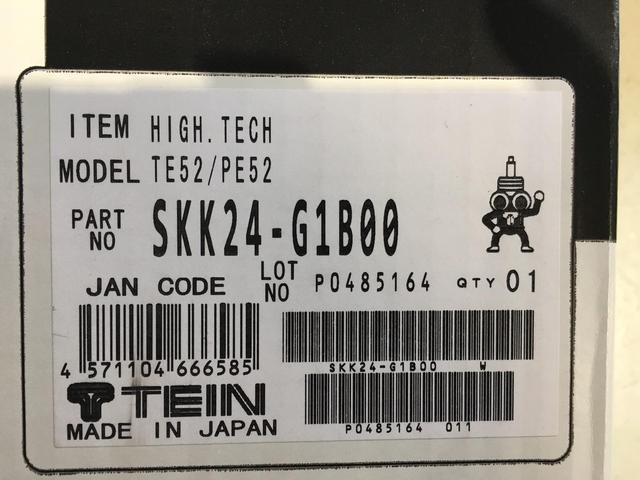 ITEM HIGH. TECH
MODEL TE52/PE52
PART NO SKK24-G1B00
JAN CODE LOT NO P0485164 QTY 01
4 571104 666585
SKK24-G1B00 W
TEIN
P0485164 011
MADE IN JAPAN